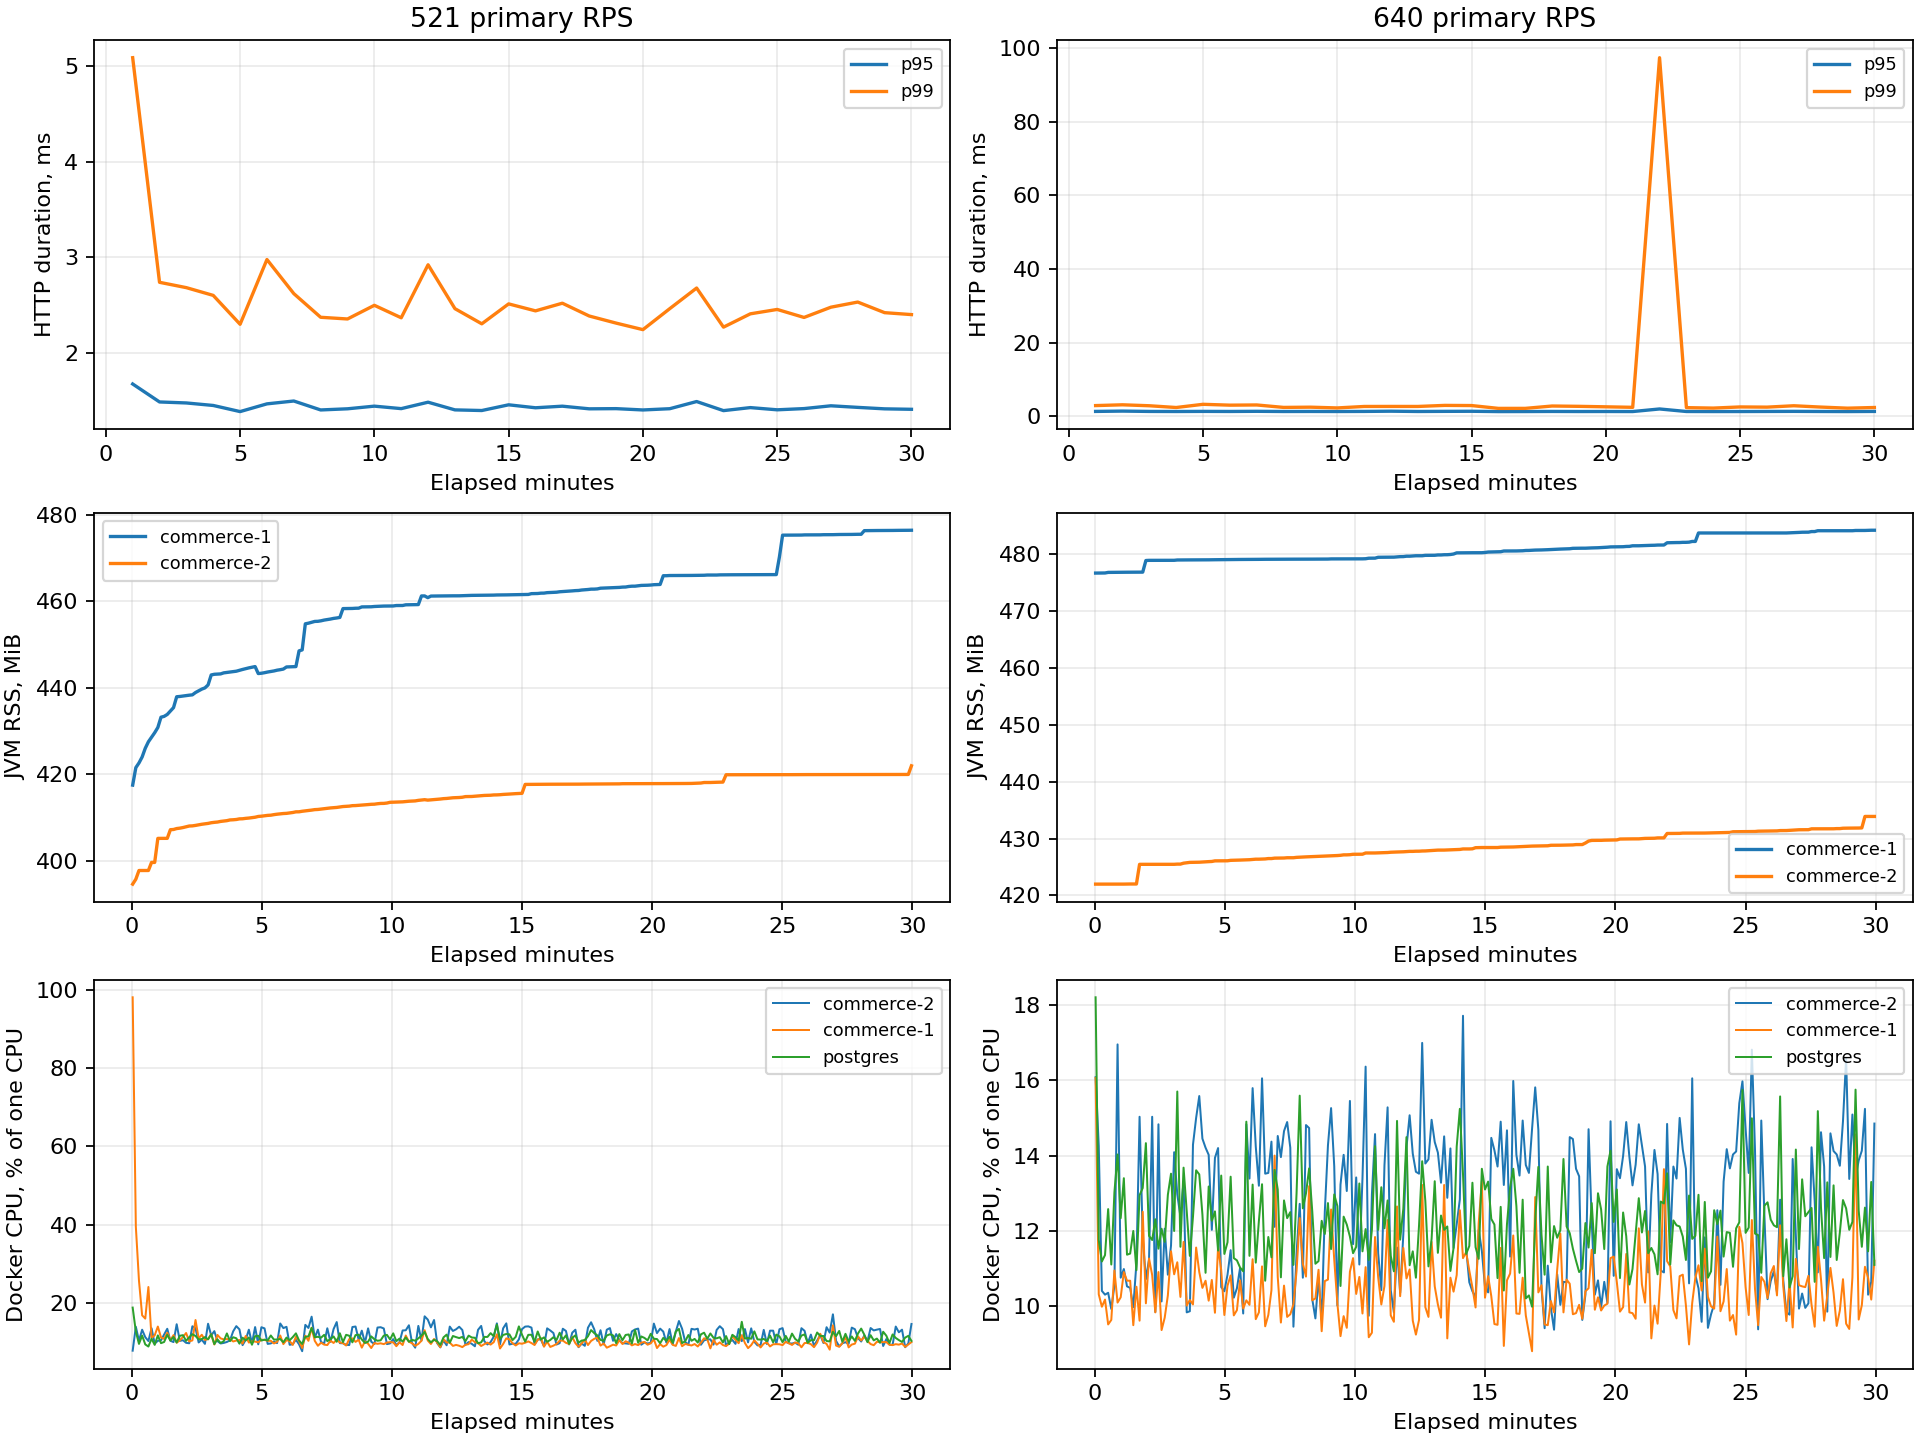 521 primary RPS
HTTP duration, ms
5
4
3
2
p95
p99
0 5 10 15 20 25 30
Elapsed minutes
640 primary RPS
HTTP duration, ms
100
80
60
40
20
0
p95
p99
0 5 10 15 20 25 30
Elapsed minutes
JVM RSS, MiB
480
460
440
420
400
commerce-1
commerce-2
0 5 10 15 20 25 30
Elapsed minutes
JVM RSS, MiB
480
470
460
450
440
430
420
commerce-1
commerce-2
0 5 10 15 20 25 30
Elapsed minutes
Docker CPU, % of one CPU
100
80
60
40
20
commerce-2
commerce-1
postgres
0 5 10 15 20 25 30
Elapsed minutes
Docker CPU, % of one CPU
18
16
14
12
10
commerce-2
commerce-1
postgres
0 5 10 15 20 25 30
Elapsed minutes